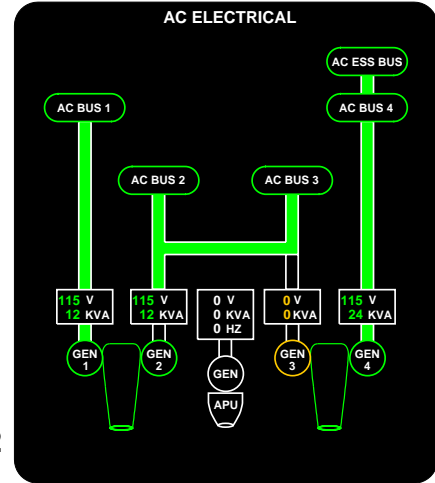 AC ELECTRICAL
AC ESS BUS
AC BUS 1
AC BUS 4
AC BUS 2
AC BUS 3
115 V
12 KVA
115 V
12 KVA
0 V
0 KVA
0 HZ
0 V
0 KVA
115 V
24 KVA
GEN
1
GEN
2
GEN
GEN
3
GEN
4
APU